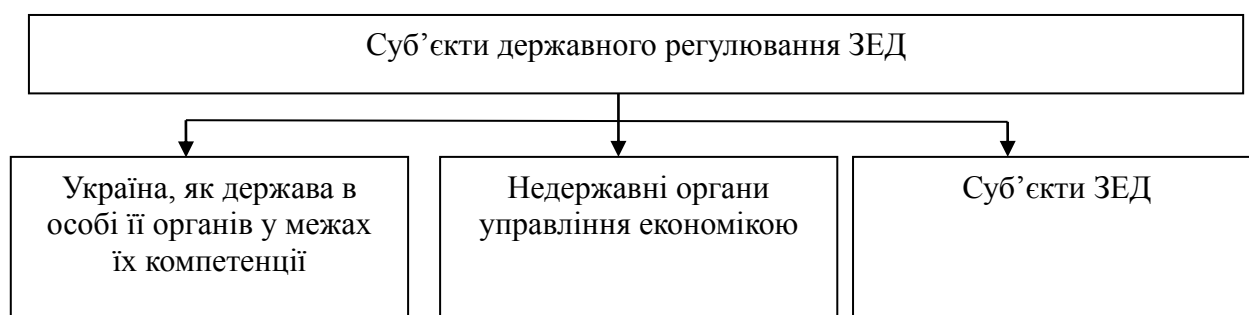 Суб’єкти державного регулювання ЗЕД
Україна, як держава в
особі її органів у межах
їх компетенції
Недержавні органи
управління економікою
Суб’єкти ЗЕД